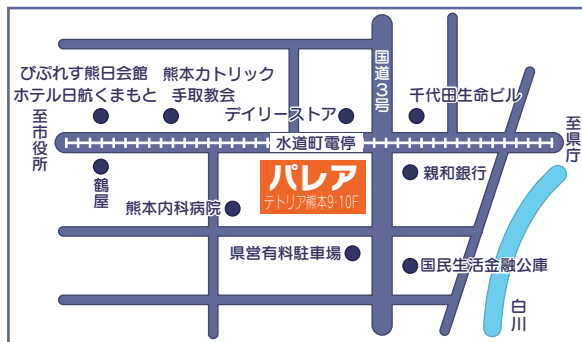 びぷれす熊日会館
ホテル日航くまもと
熊本カトリック
手取教会
国道3号
デイリーストア
千代田生命ビル
至市役所
水道町電停
至県庁
鶴屋
パレア
テトリア熊本9-10F
親和銀行
熊本内科病院
県営有料駐車場
国民生活金融公庫
白川